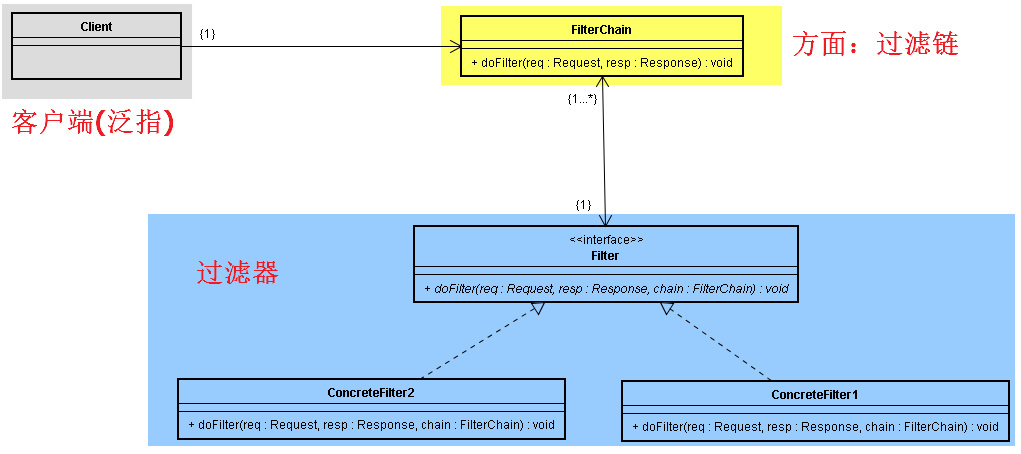 Client
{1}
FilterChain
+ doFilter(req : Request, resp : Response) : void
方面：过滤链
客户端(泛指)
{1...*}
{1}
<<interface>>
Filter
+ doFilter(req : Request, resp : Response, chain : FilterChain) : void
过滤器
ConcreteFilter2
+ doFilter(req : Request, resp : Response, chain : FilterChain) : void
ConcreteFilter1
+ doFilter(req : Request, resp : Response, chain : FilterChain) : void